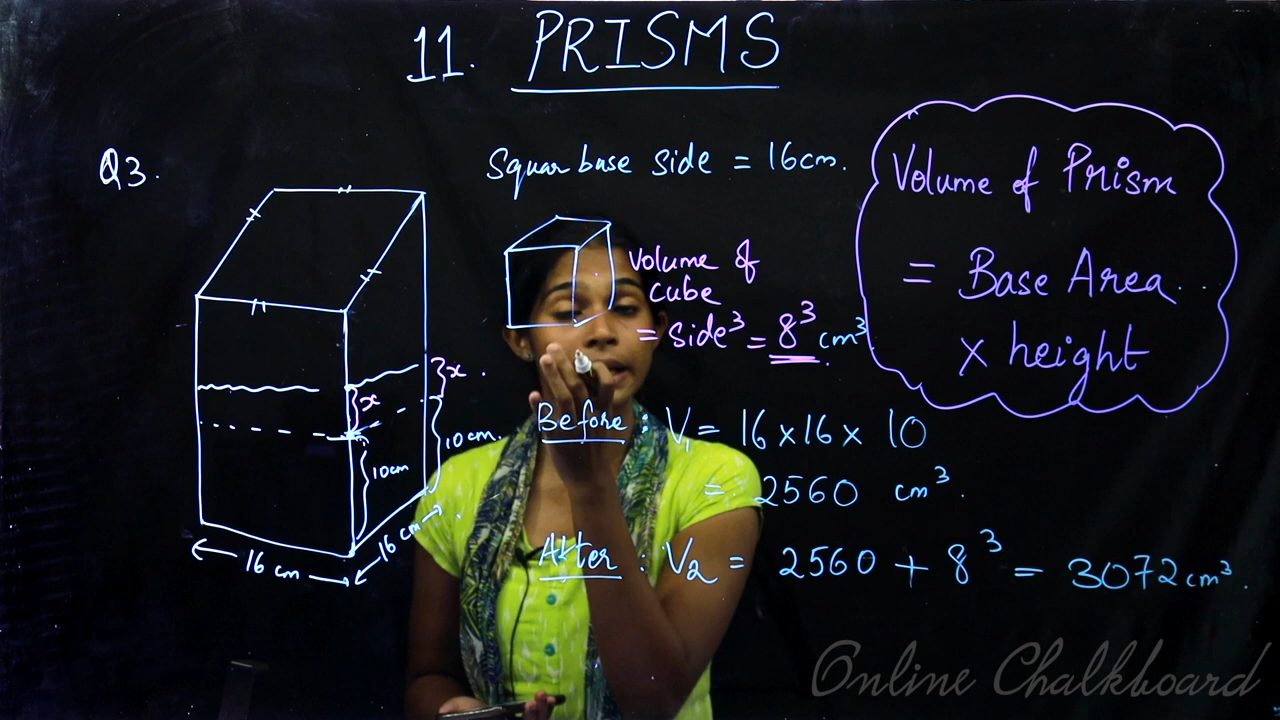 11. PRISMS
Q3.
Squar base side = 16cm.
Volume of Prism
= Base Area
x height
Volume of
cube
= side³ = 8³ cm³.
x
x.
10cm
10cm.
16 cm
16 cm
Before : V₁ = 16 x 16 x 10
= 2560 cm³.
After : V₂ = 2560 + 8³ = 3072 cm³.
Online Chalkboard